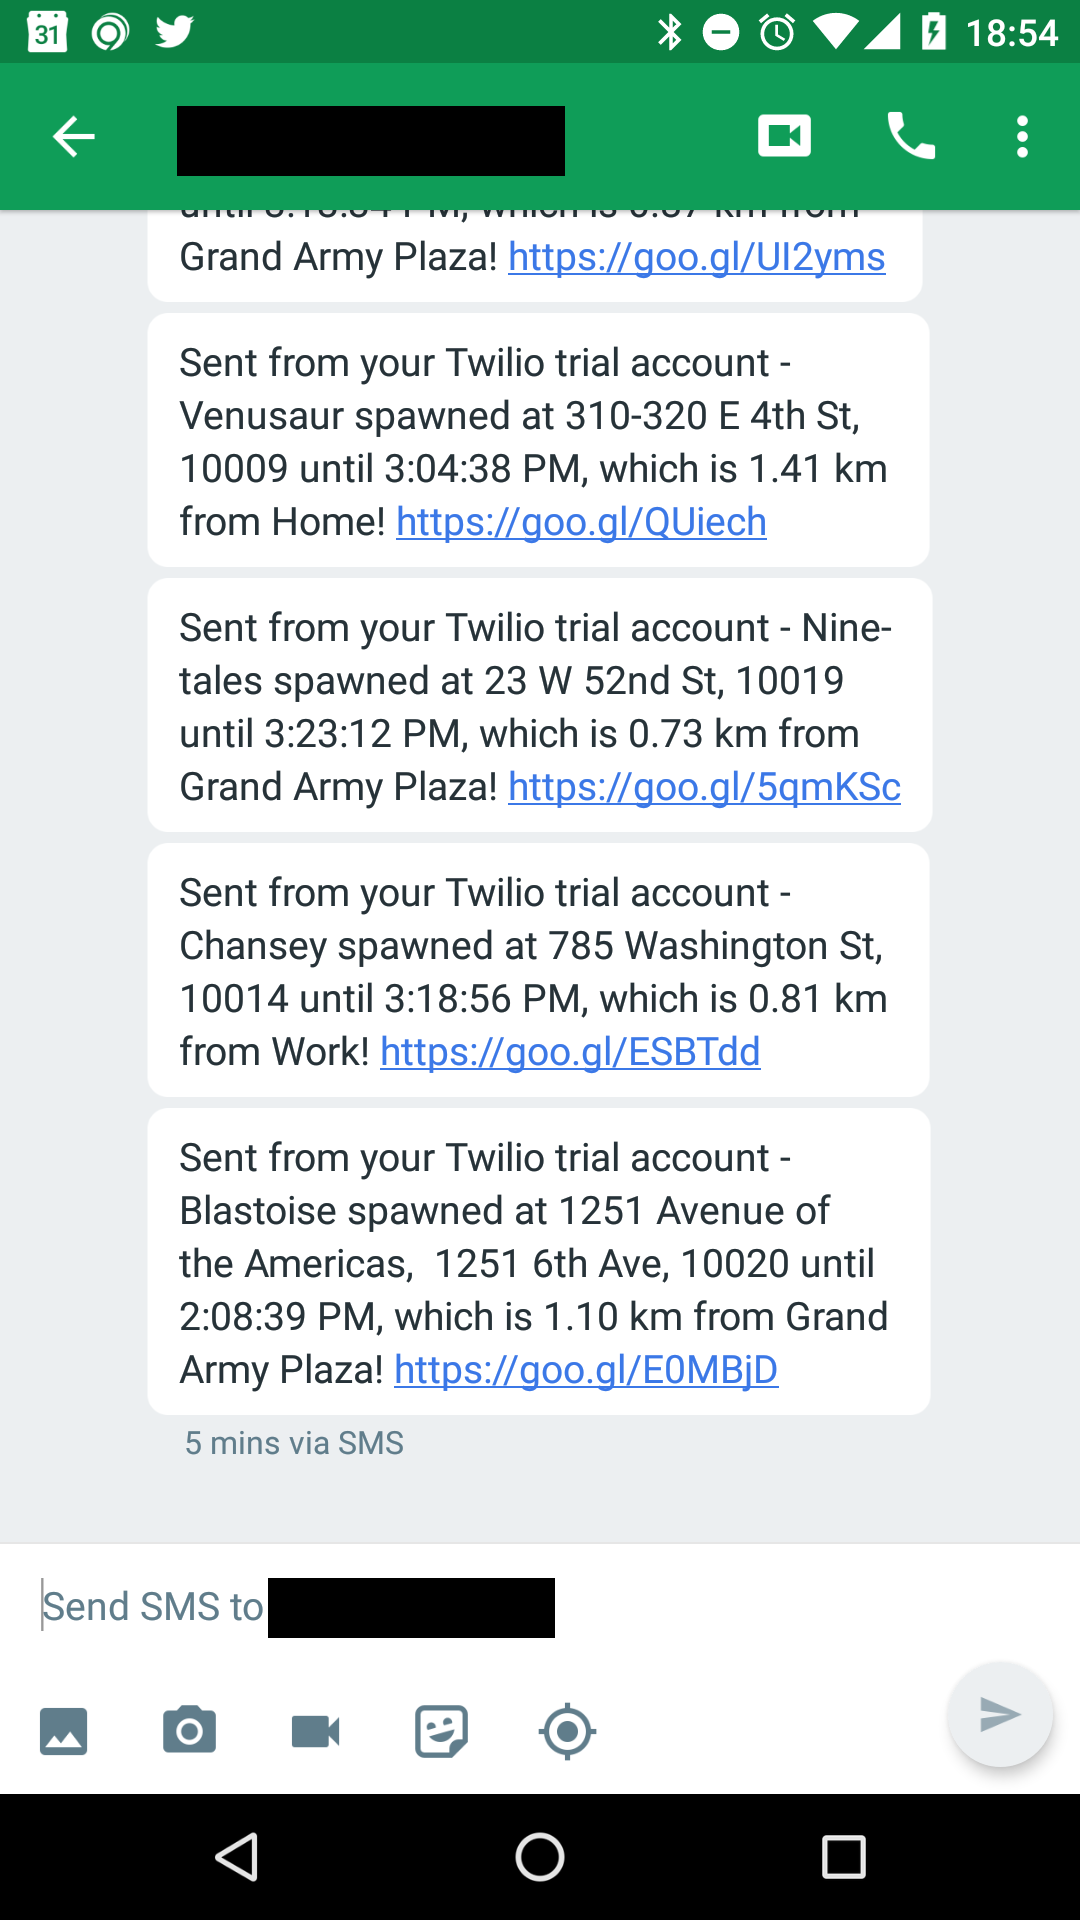 31
18:54
Grand Army Plaza! https://goo.gl/UI2yms
Sent from your Twilio trial account -
Venusaur spawned at 310-320 E 4th St,
10009 until 3:04:38 PM, which is 1.41 km
from Home! https://goo.gl/QUiech
Sent from your Twilio trial account - Nine-
tales spawned at 23 W 52nd St, 10019
until 3:23:12 PM, which is 0.73 km from
Grand Army Plaza! https://goo.gl/5qmKSc
Sent from your Twilio trial account -
Chansey spawned at 785 Washington St,
10014 until 3:18:56 PM, which is 0.81 km
from Work! https://goo.gl/ESBTdd
Sent from your Twilio trial account -
Blastoise spawned at 1251 Avenue of
the Americas,  1251 6th Ave, 10020 until
2:08:39 PM, which is 1.10 km from Grand
Army Plaza! https://goo.gl/E0MBjD
5 mins via SMS
Send SMS to